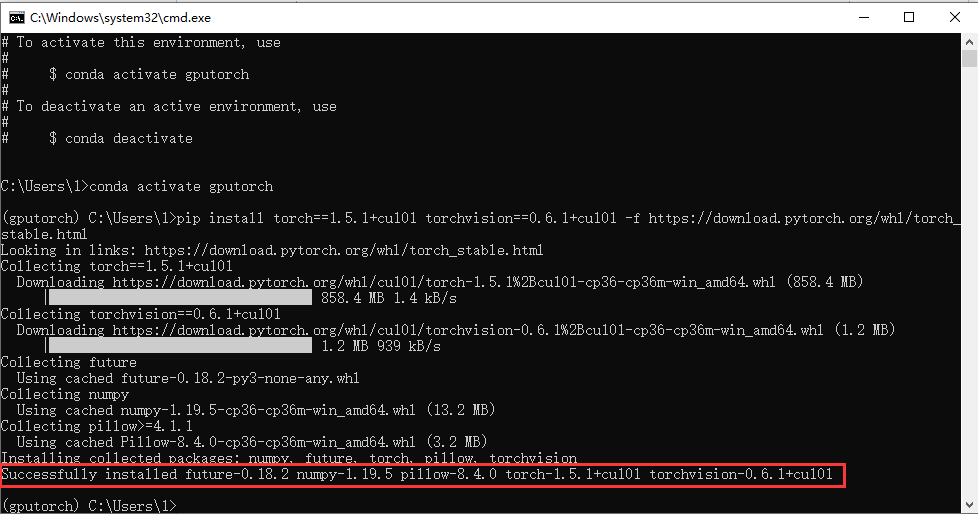 C:\Windows\system32\cmd.exe
# To activate this environment, use
#
#     $ conda activate gputorch
#
# To deactivate an active environment, use
#
#     $ conda deactivate
C:\Users\1>conda activate gputorch
(gputorch) C:\Users\1>pip install torch==1.5.1+cu101 torchvision==0.6.1+cu101 -f https://download.pytorch.org/whl/torch_
stable.html
Looking in links: https://download.pytorch.org/whl/torch_stable.html
Collecting torch==1.5.1+cu101
  Downloading https://download.pytorch.org/whl/cu101/torch-1.5.1%2Bcu101-cp36-cp36m-win_amd64.whl (858.4 MB)
     | 858.4 MB 1.4 kB/s
Collecting torchvision==0.6.1+cu101
  Downloading https://download.pytorch.org/whl/cu101/torchvision-0.6.1%2Bcu101-cp36-cp36m-win_amd64.whl (1.2 MB)
     | 1.2 MB 939 kB/s
Collecting future
  Using cached future-0.18.2-py3-none-any.whl
Collecting numpy
  Using cached numpy-1.19.5-cp36-cp36m-win_amd64.whl (13.2 MB)
Collecting pillow>=4.1.1
  Using cached Pillow-8.4.0-cp36-cp36m-win_amd64.whl (3.2 MB)
Installing collected packages: numpy, future, torch, pillow, torchvision
Successfully installed future-0.18.2 numpy-1.19.5 pillow-8.4.0 torch-1.5.1+cu101 torchvision-0.6.1+cu101
(gputorch) C:\Users\1>